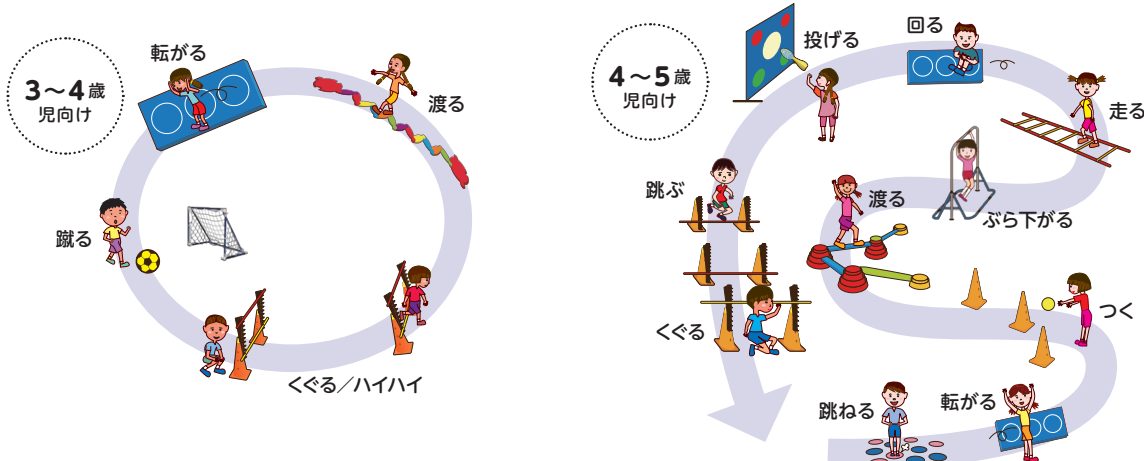 3〜4歳
児向け
転がる
渡る
蹴る
くぐる／ハイハイ
4〜5歳
児向け
投げる
回る
走る
跳ぶ
渡る
ぶら下がる
つく
くぐる
跳ねる
転がる